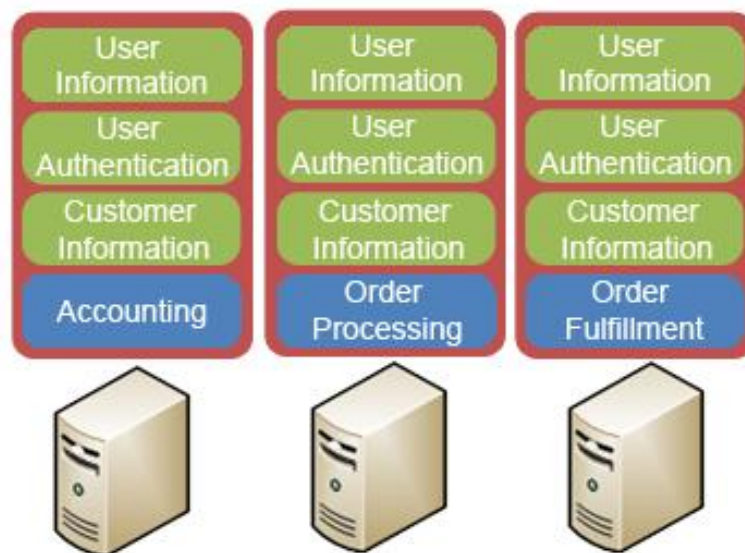 User
Information
User
Authentication
Customer
Information
Accounting
User
Information
User
Authentication
Customer
Information
Order
Processing
User
Information
User
Authentication
Customer
Information
Order
Fulfillment